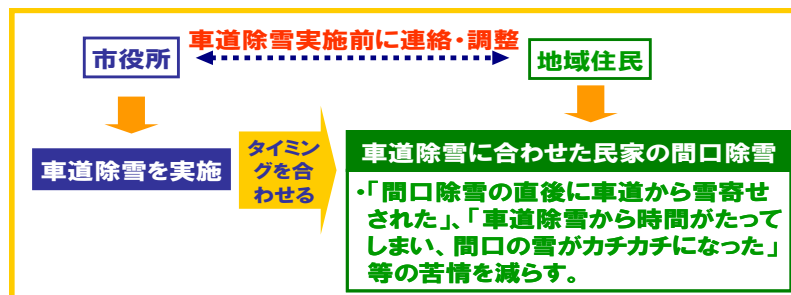 車道除雪実施前に連絡・調整
市役所
地域住民
車道除雪を実施
タイミン
グを合
わせる
車道除雪に合わせた民家の間口除雪
・「間口除雪の直後に車道から雪寄せ
された」、「車道除雪から時間がたって
しまい、間口の雪がカチカチになった」
等の苦情を減らす。